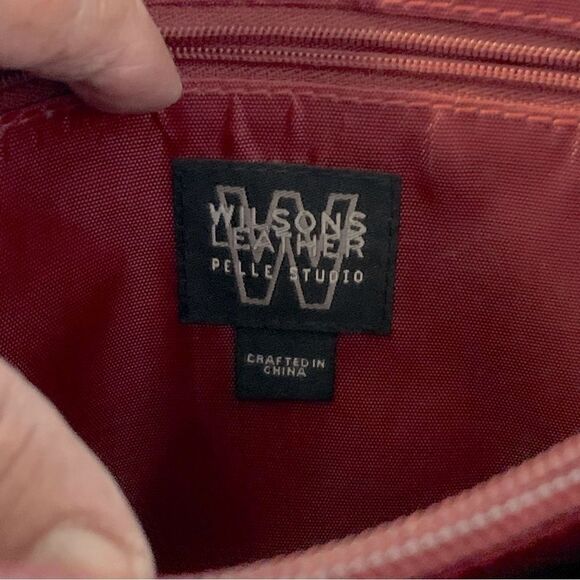 WILSONS
LEATHER
PELLE STUDIO
CRAFTED IN
CHINA